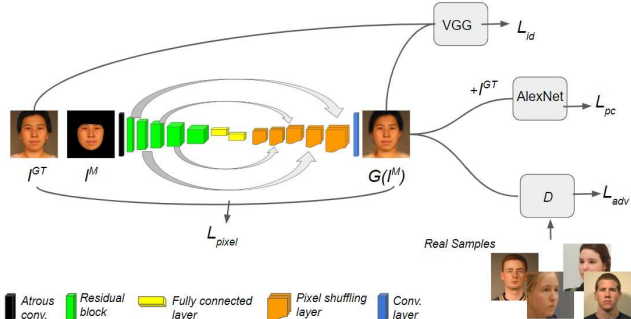 VGG
L_id
+I^GT
AlexNet
L_pc
I^GT
I^M
G(I^M)
L_pixel
D
L_adv
Real Samples
Atrous conv.
Residual block
Fully connected layer
Pixel shuffling layer
Conv. layer